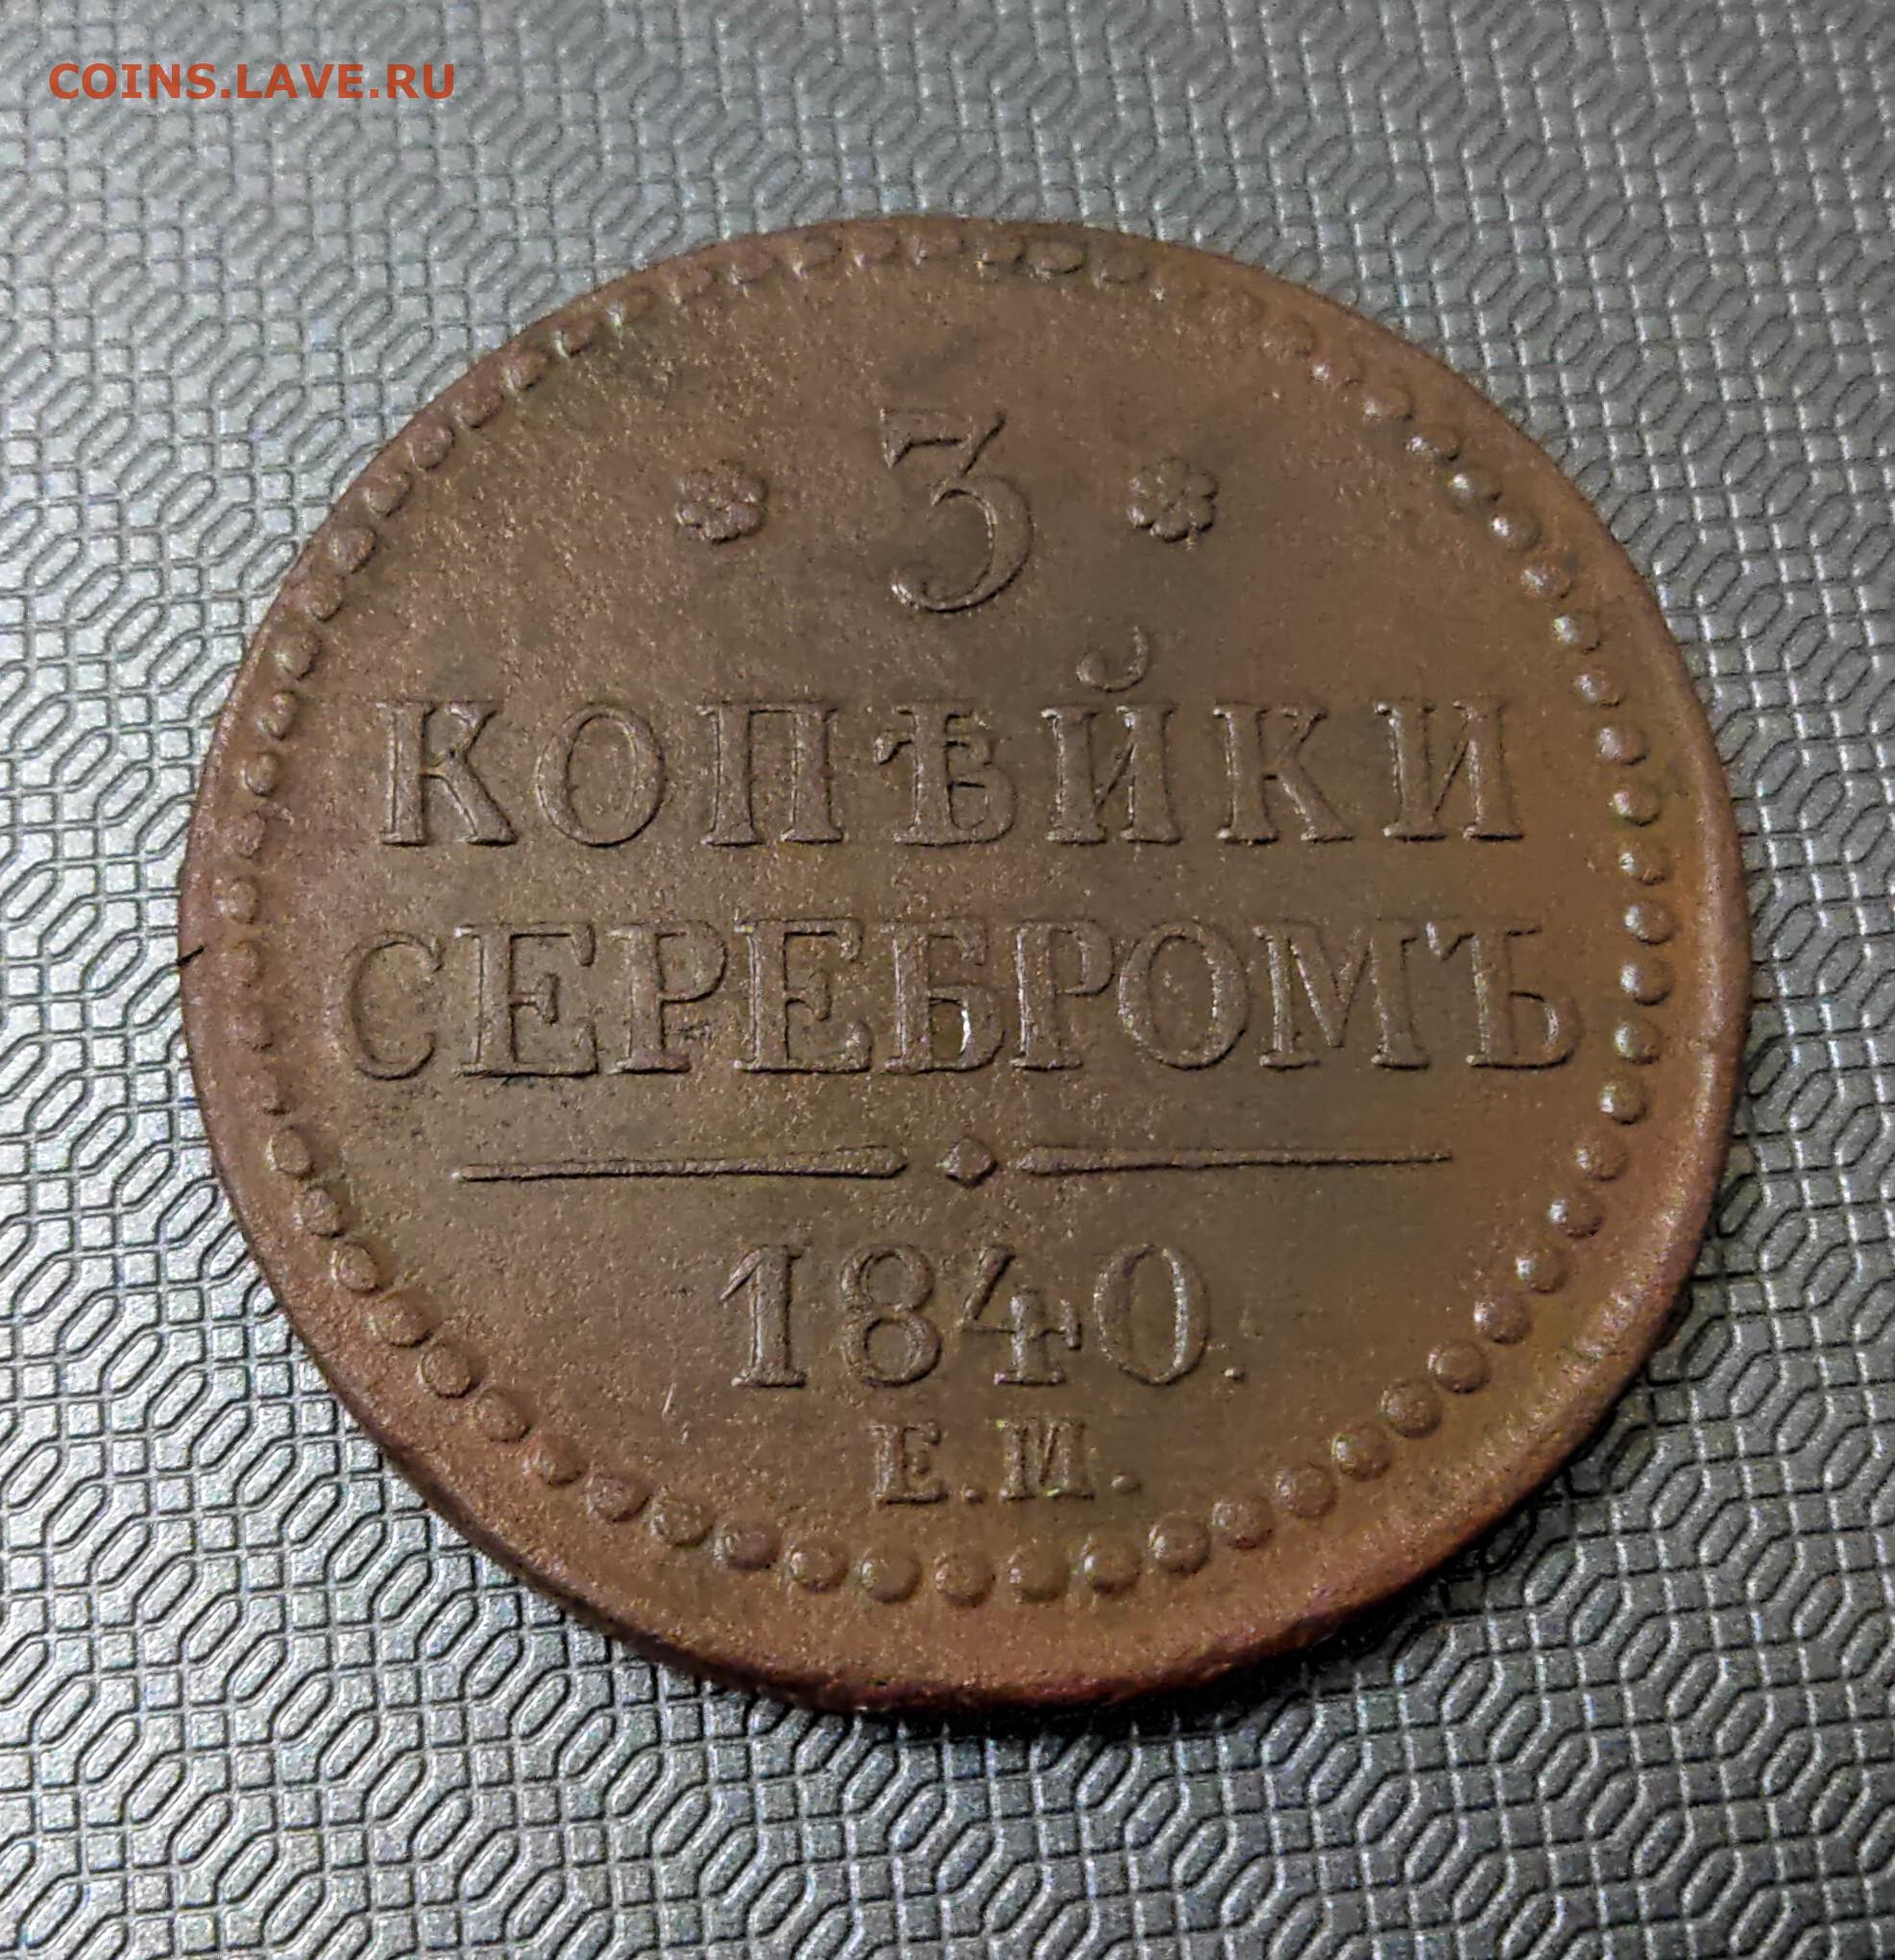 COINS.LAVE.RU
3
КОПѢЙКИ
СЕРЕБРОМЪ
1840.
Е.М.